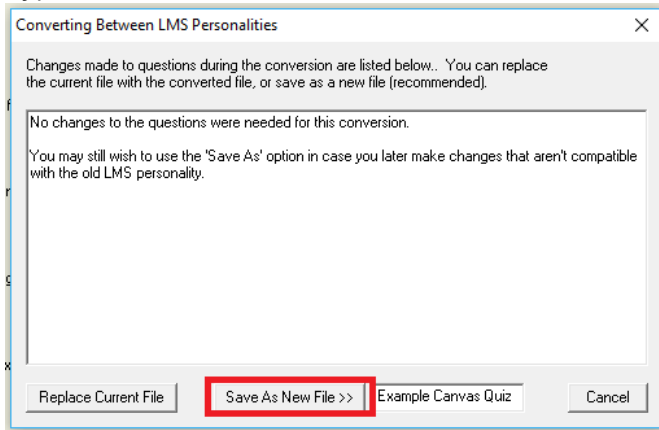 Converting Between LMS Personalities
Changes made to questions during the conversion are listed below.. You can replace
the current file with the converted file, or save as a new file (recommended).
No changes to the questions were needed for this conversion.
You may still wish to use the 'Save As' option in case you later make changes that aren't compatible
with the old LMS personality.
Replace Current File
Save As New File >>
Example Canvas Quiz
Cancel